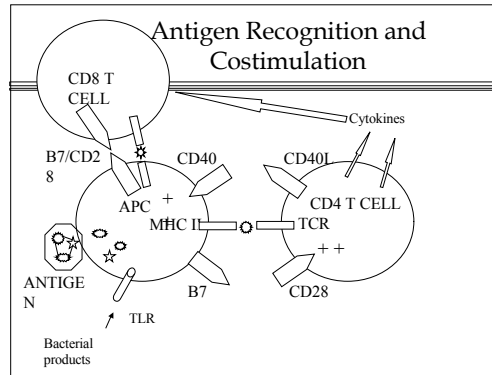 Antigen Recognition and
Costimulation
CD8 T
CELL
Cytokines
B7/CD2
8
CD40
CD40L
APC
+
+
MHC II
TCR
CD4 T CELL
+ +
ANTIGE
N
B7
CD28
TLR
Bacterial
products